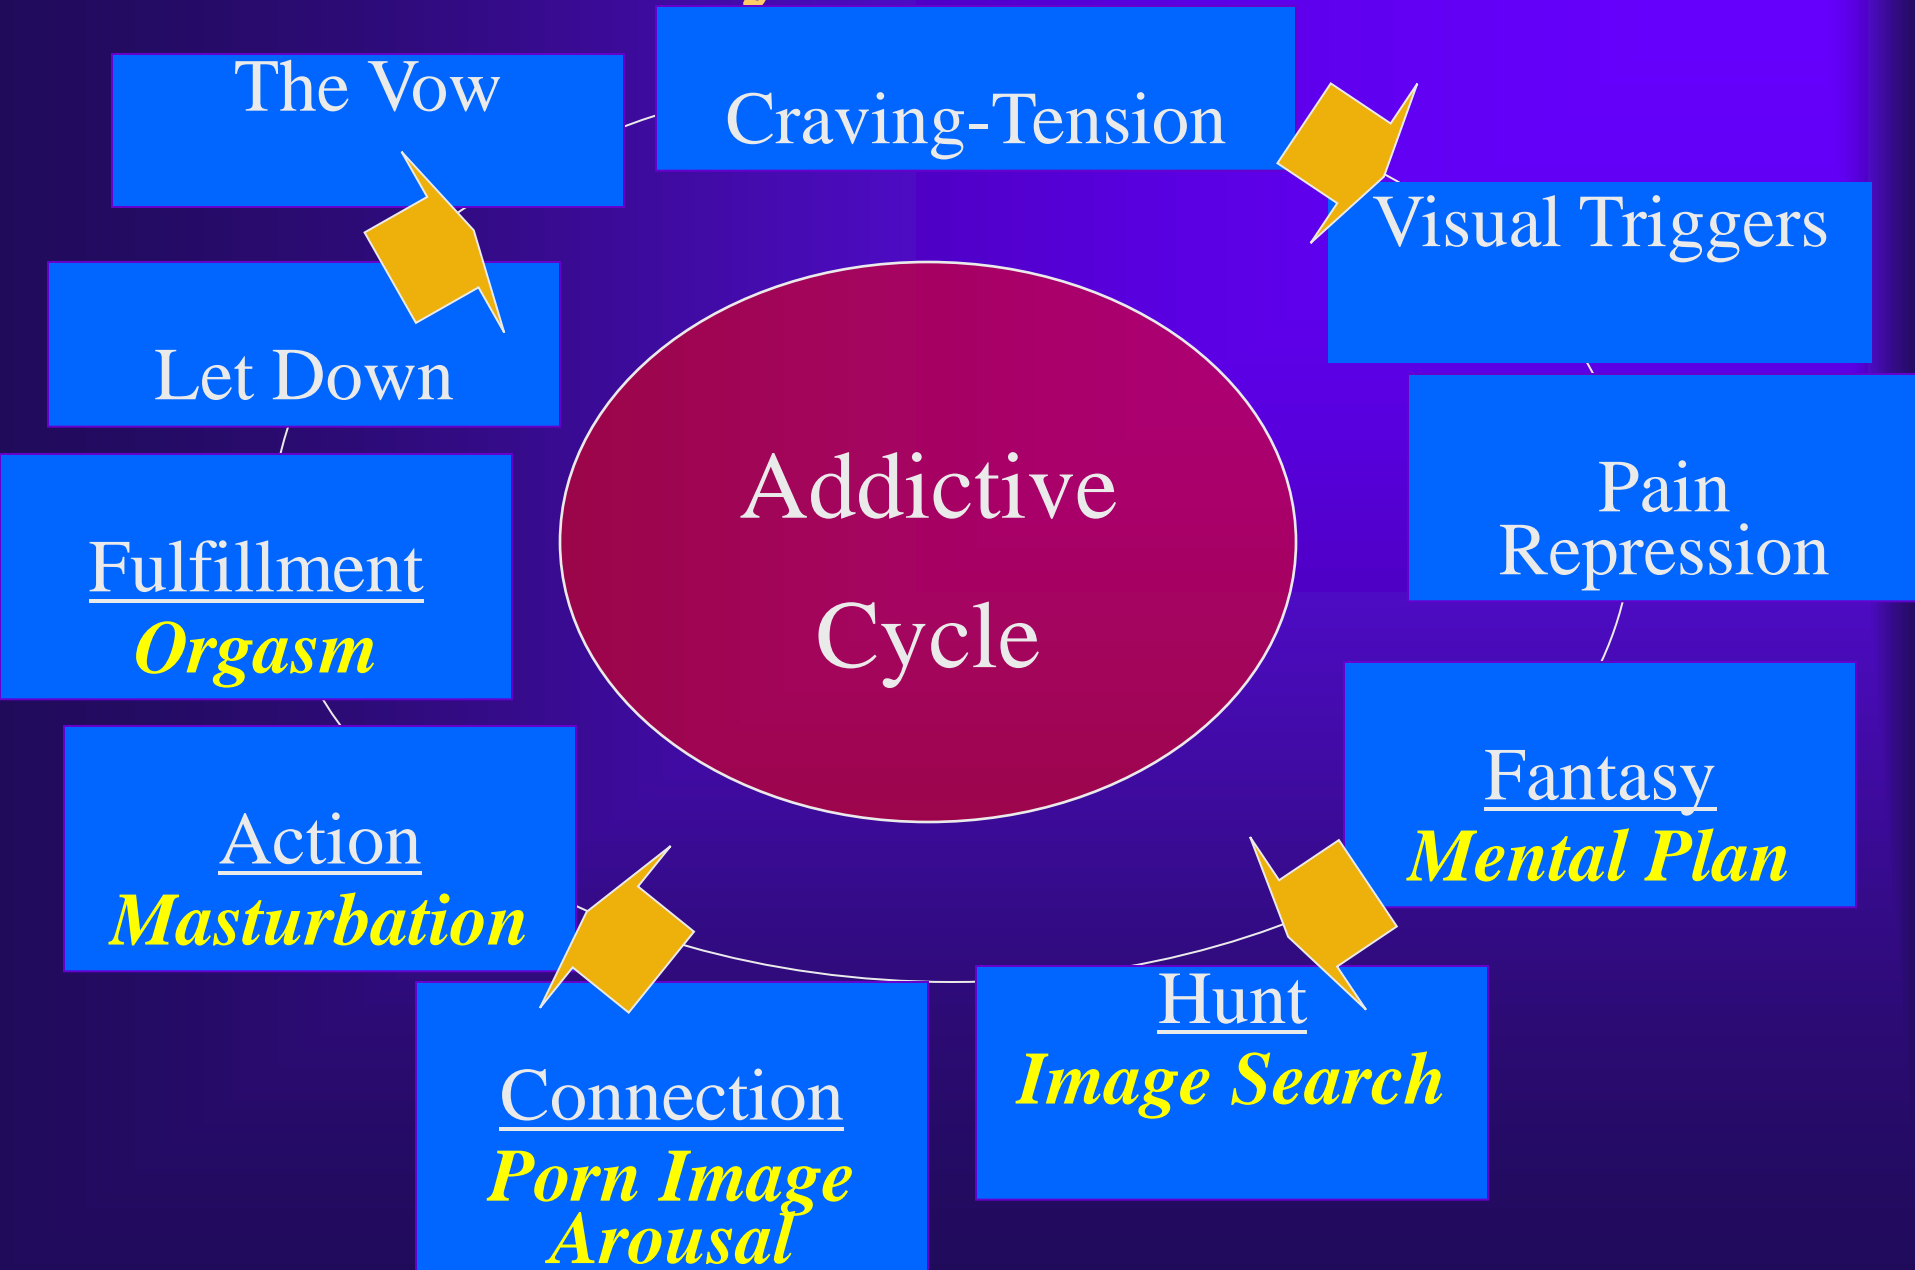 The Vow
Craving-Tension
Visual Triggers
Let Down
Addictive
Cycle
Pain
Repression
Fulfillment
Orgasm
Fantasy
Mental Plan
Action
Masturbation
Hunt
Image Search
Connection
Porn Image
Arousal